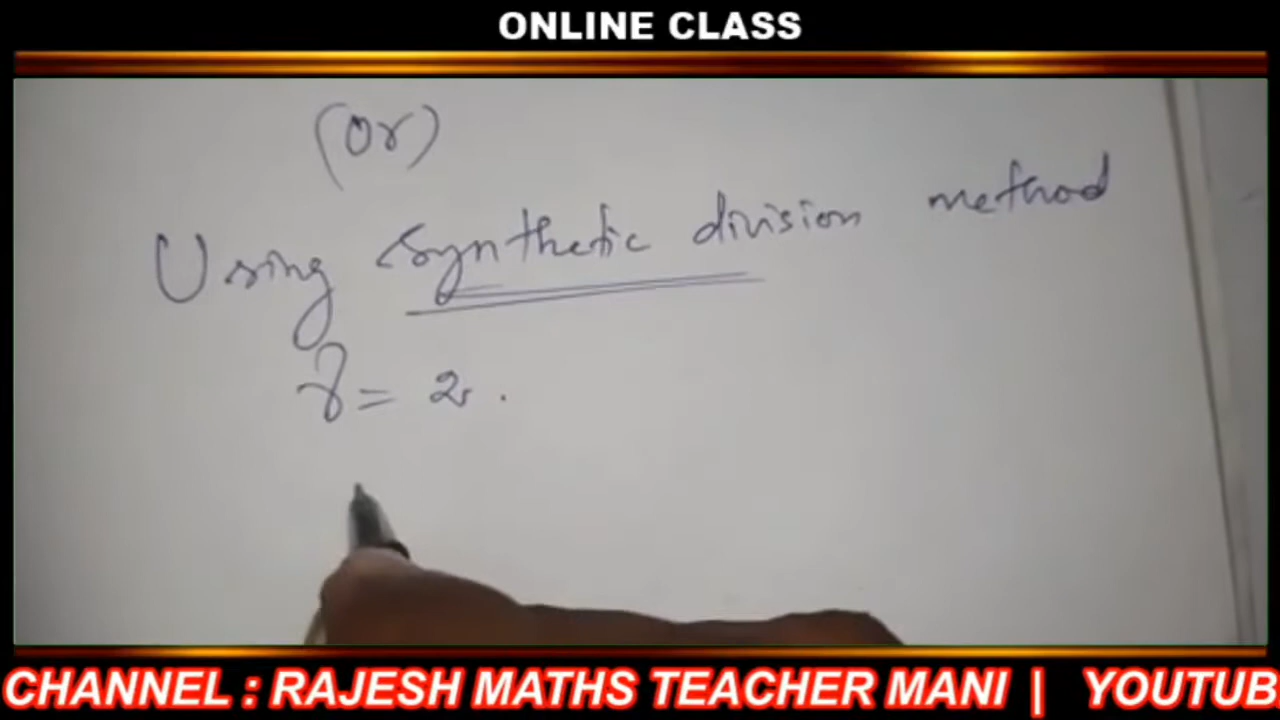 ONLINE CLASS
(Or)
Using synthetic division method
r = 2.
CHANNEL : RAJESH MATHS TEACHER MANI | YOUTUB